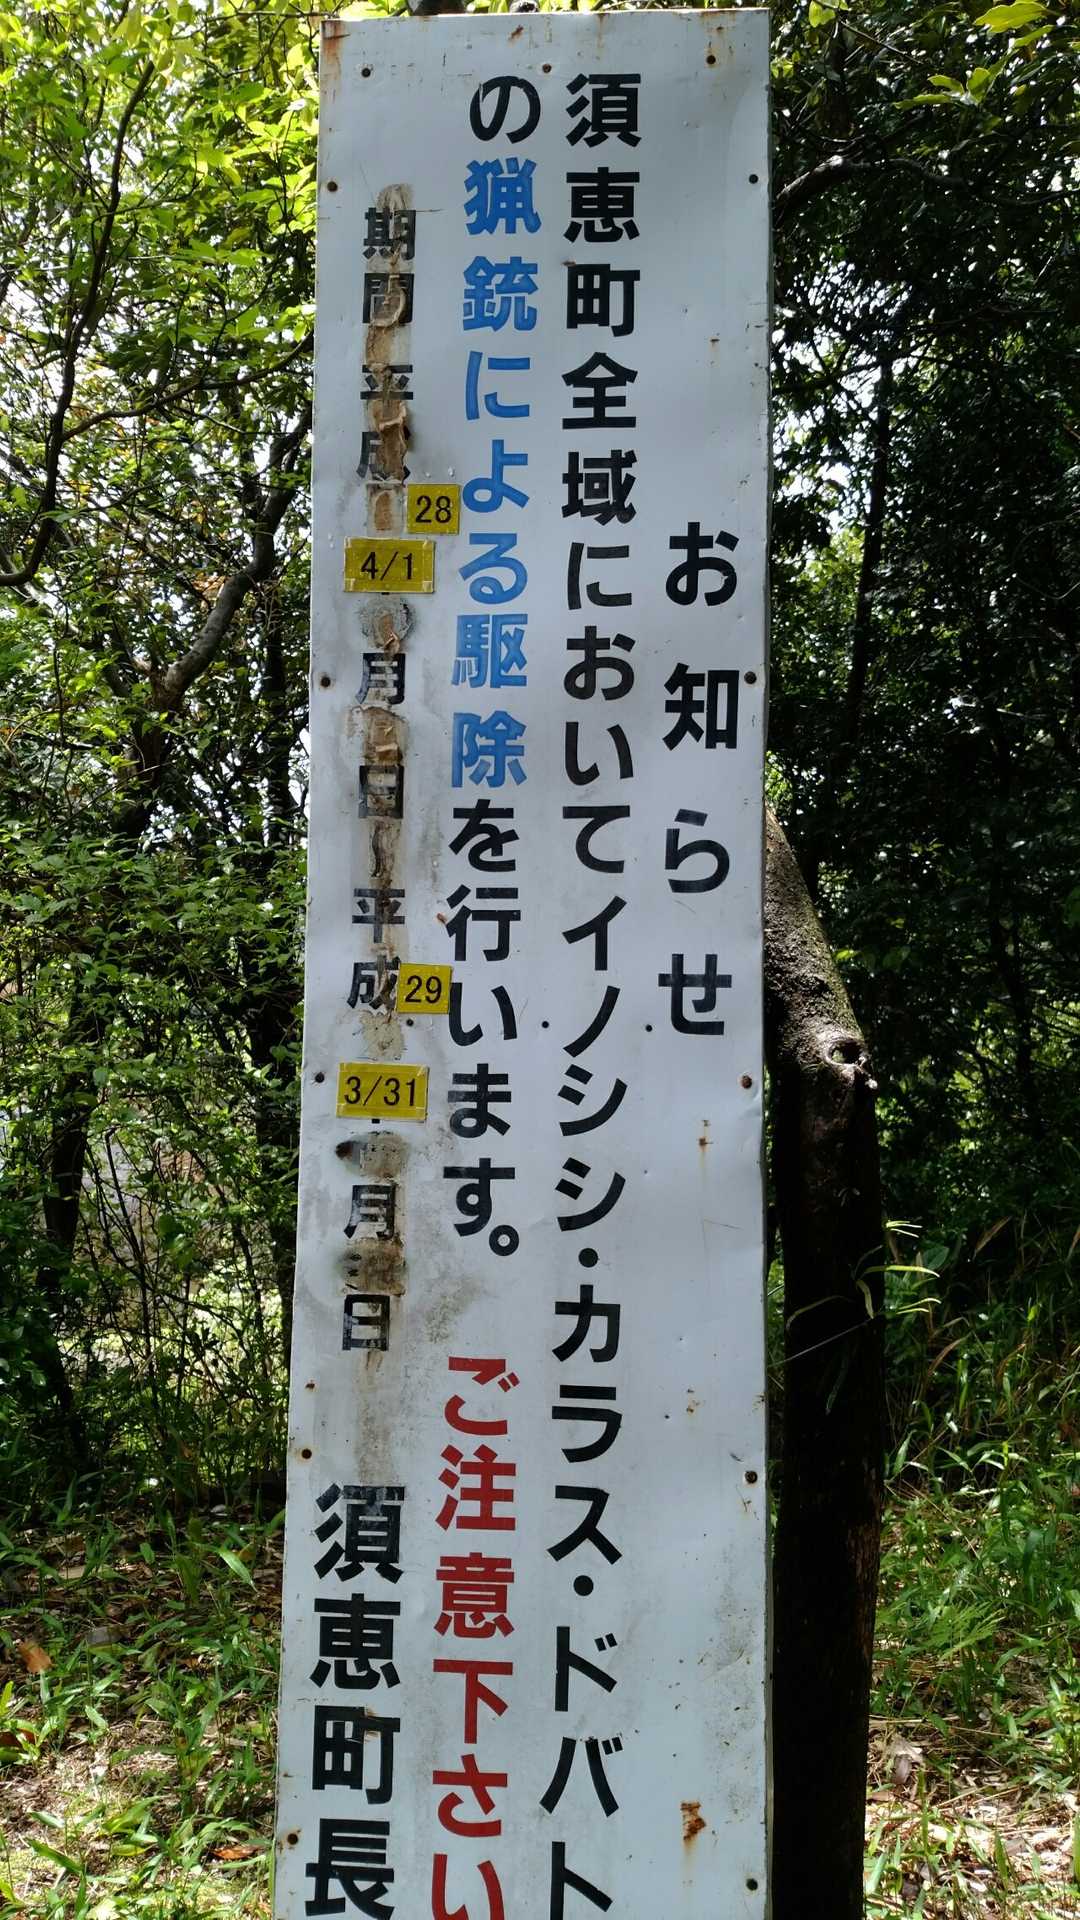 お知らせ
須恵町全域においてイノシシ・カラス・ドバト
の猟銃による駆除を行います。ご注意下さい
期間平成28
4/1
月日~平成29
3/31
月日
須恵町長